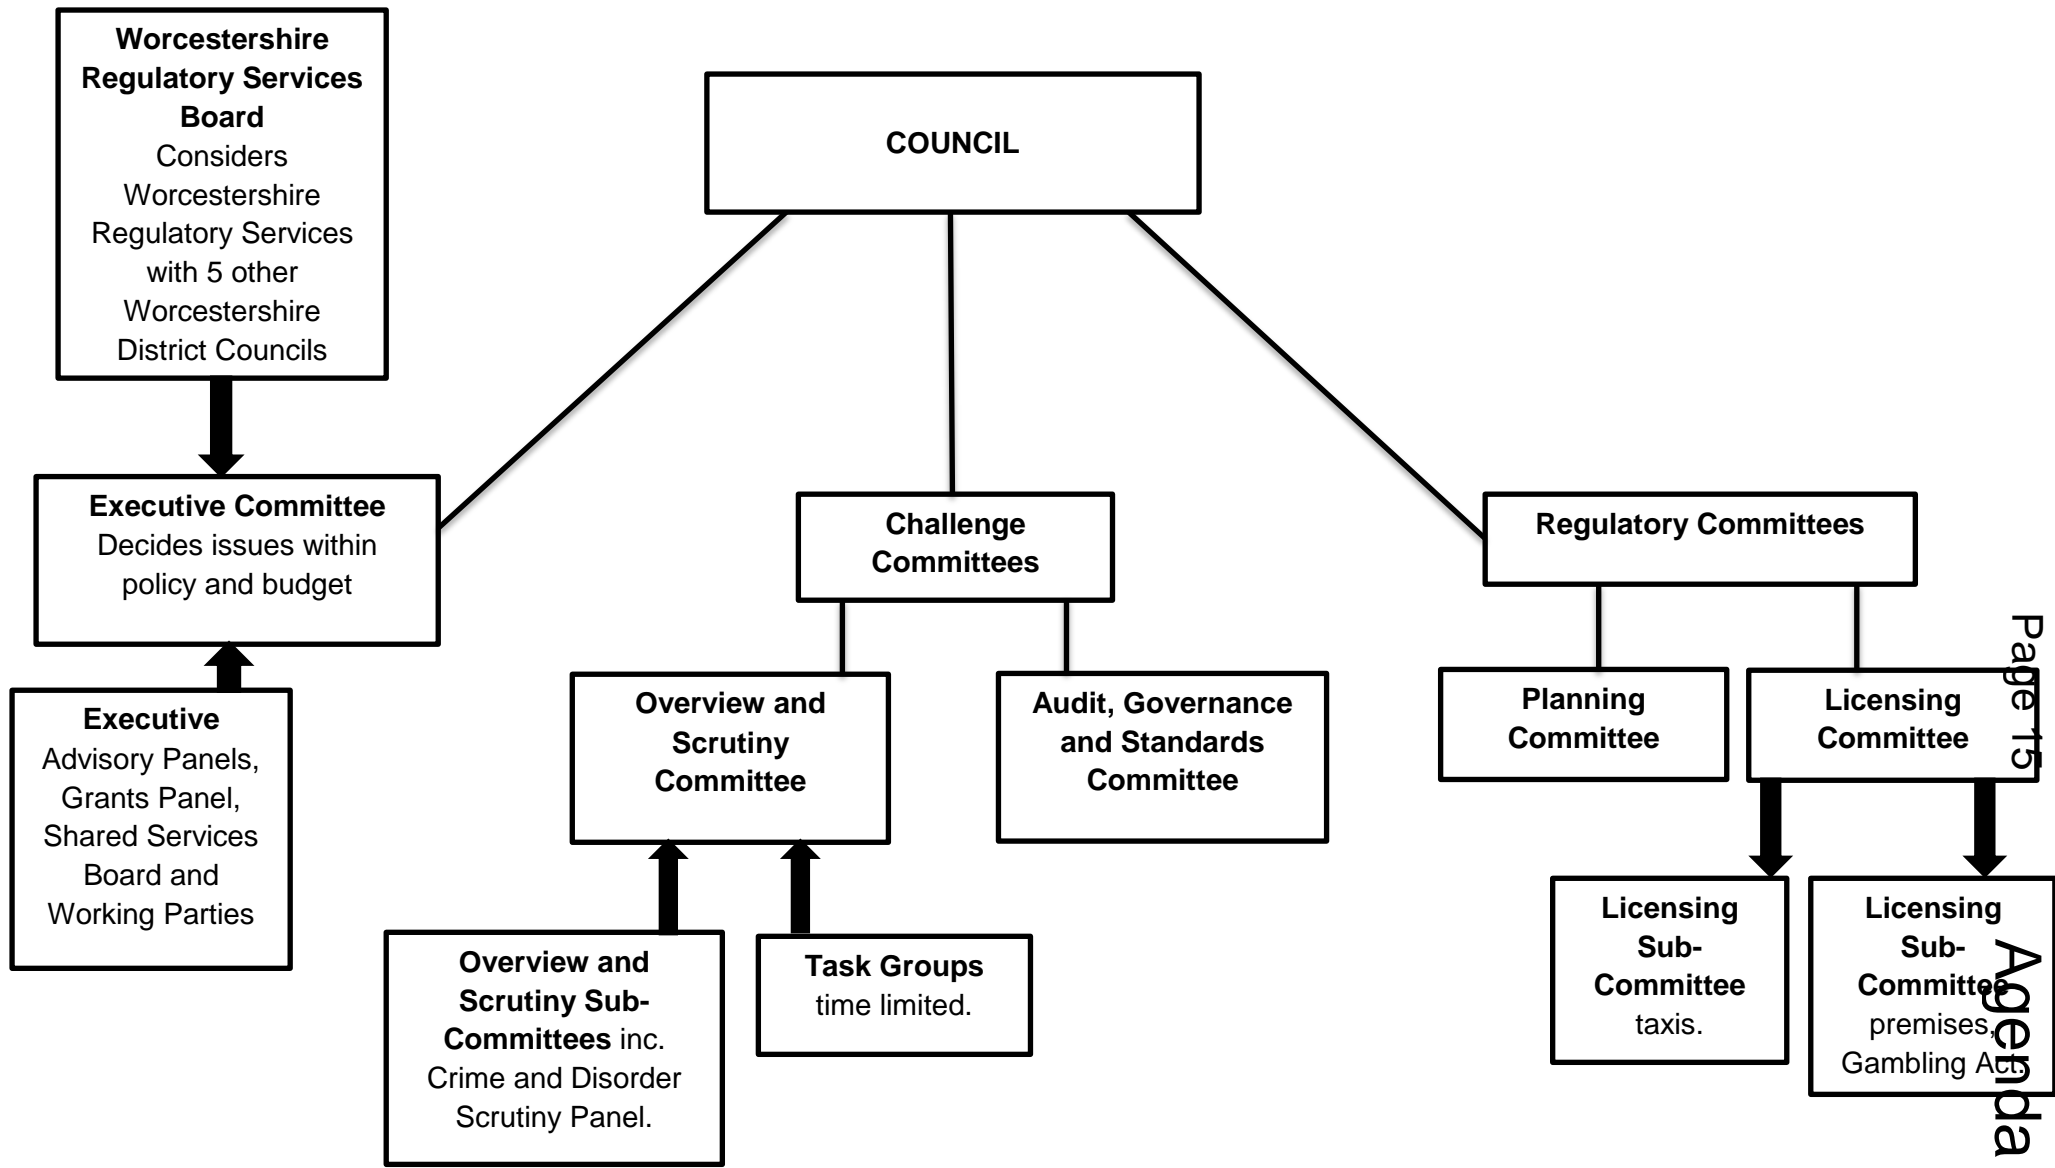 Worcestershire
Regulatory Services
Board
Considers
Worcestershire
Regulatory Services
with 5 other
Worcestershire
District Councils
COUNCIL
Executive Committee
Decides issues within
policy and budget
Challenge
Committees
Regulatory Committees
Executive
Advisory Panels,
Grants Panel,
Shared Services
Board and
Working Parties
Overview and
Scrutiny
Committee
Audit, Governance
and Standards
Committee
Planning
Committee
Licensing
Committee
Overview and
Scrutiny Sub-
Committees inc.
Crime and Disorder
Scrutiny Panel.
Task Groups
time limited.
Licensing
Sub-
Committee
taxis.
Licensing
Sub-
Committee
premises,
Gambling Act.
Page 15
Agenda